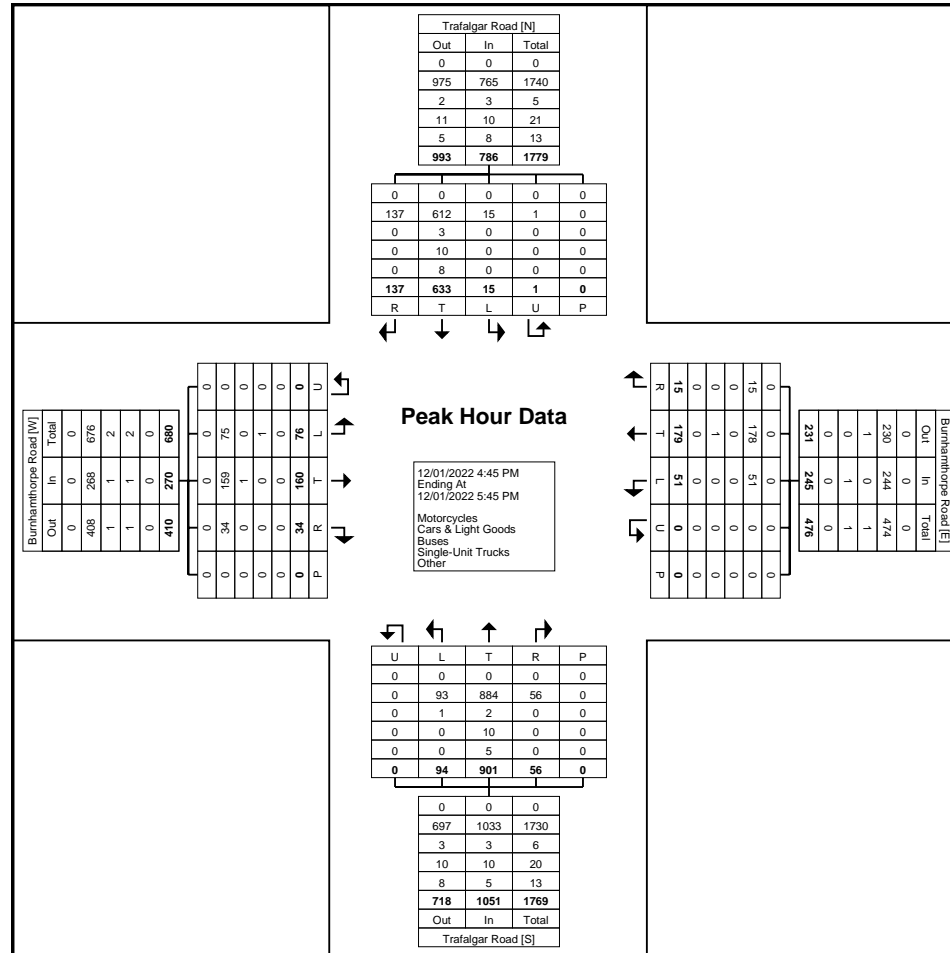 Trafalgar Road [N]
Out In Total
0 0 0
975 765 1740
2 3 5
11 10 21
5 8 13
993 786 1779
0 0 0 0 0
137 612 15 1 0
0 3 0 0 0
0 10 0 0 0
0 8 0 0 0
137 633 15 1 0
R T L U P
Burnhamthorpe Road [W]
Total 0 676 2 2 0 680
In 0 268 1 1 0 270
Out 0 408 1 1 0 410
0 0 0 0 0 0 U
0 75 0 1 0 76 L
0 159 1 0 0 160 T
0 34 0 0 0 34 R
0 0 0 0 0 0 P
Peak Hour Data
12/01/2022 4:45 PM
Ending At
12/01/2022 5:45 PM
Motorcycles
Cars & Light Goods
Buses
Single-Unit Trucks
Other
R 15 0 0 0 15 0
T 179 0 1 0 178 0
L 51 0 0 0 51 0
U 0 0 0 0 0 0
P 0 0 0 0 0 0
Burnhamthorpe Road [E]
Out In Total
0 0 0
230 244 474
1 0 1
0 1 1
0 0 0
231 245 476
U L T R P
0 0 0 0 0
0 93 884 56 0
0 1 2 0 0
0 0 10 0 0
0 0 5 0 0
0 94 901 56 0
0 0 0
697 1033 1730
3 3 6
10 10 20
8 5 13
718 1051 1769
Out In Total
Trafalgar Road [S]